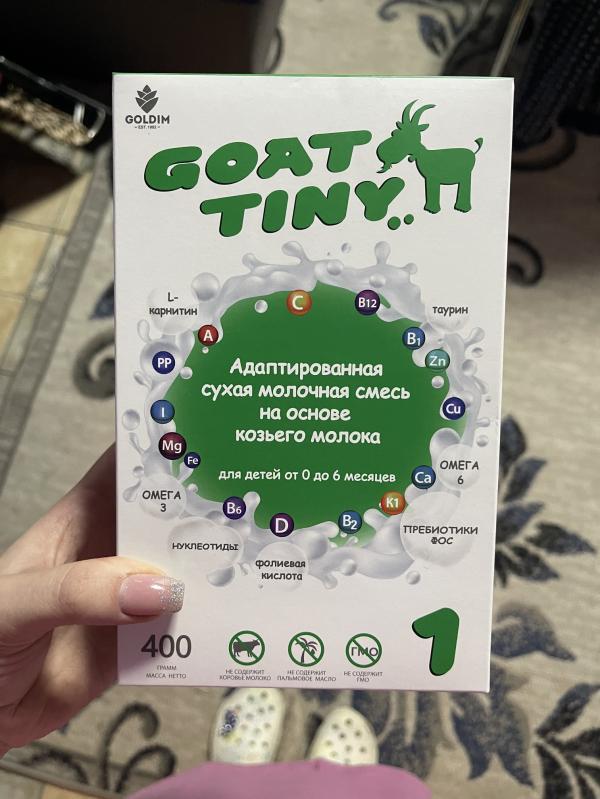 GOLDIM
EST. 1992
GOAT
TINY
L-
карнитин
C
B12
таурин
A
B1
PP
Zn
Адаптированная
сухая молочная смесь
на основе
козьего молока
I
Cu
Mg
Fe
для детей от 0 до 6 месяцев
Ca
ОМЕГА
6
ОМЕГА
3
B6
D
B2
K1
ПРЕБИОТИКИ
ФОС
НУКЛЕОТИДЫ
фолиевая
кислота
400
ГРАММ
МАССА НЕТТО
НЕ СОДЕРЖИТ
КОРОВЬЕ МОЛОКО
НЕ СОДЕРЖИТ
ПАЛЬМОВОЕ МАСЛО
ГМО
НЕ СОДЕРЖИТ
ГМО
1